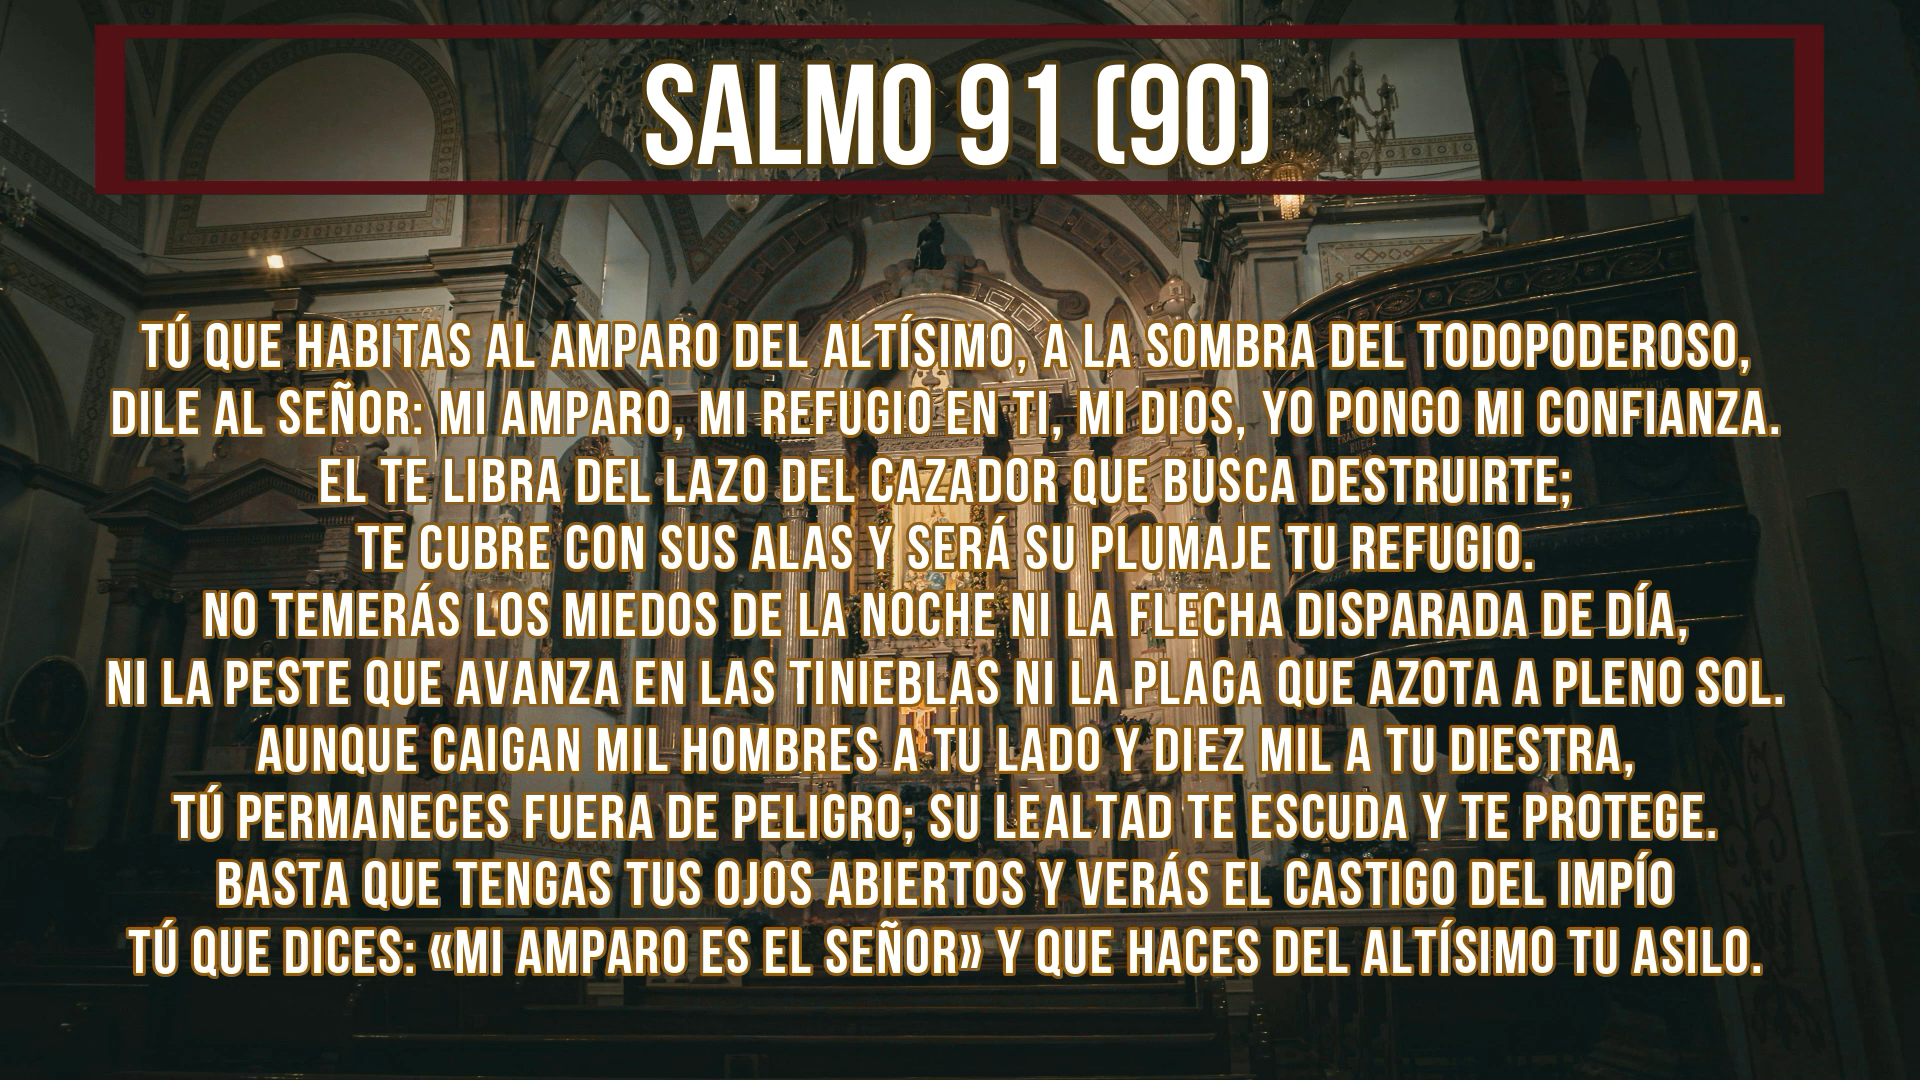 SALMO 91 (90)
TÚ QUE HABITAS AL AMPARO DEL ALTÍSIMO, A LA SOMBRA DEL TODOPODEROSO,
DILE AL SEÑOR: MI AMPARO, MI REFUGIO EN TI, MI DIOS, YO PONGO MI CONFIANZA.
EL TE LIBRA DEL LAZO DEL CAZADOR QUE BUSCA DESTRUIRTE;
TE CUBRE CON SUS ALAS Y SERÁ SU PLUMAJE TU REFUGIO.
NO TEMERÁS LOS MIEDOS DE LA NOCHE NI LA FLECHA DISPARADA DE DÍA,
NI LA PESTE QUE AVANZA EN LAS TINIEBLAS NI LA PLAGA QUE AZOTA A PLENO SOL.
AUNQUE CAIGAN MIL HOMBRES A TU LADO Y DIEZ MIL A TU DIESTRA,
TÚ PERMANECES FUERA DE PELIGRO; SU LEALTAD TE ESCUDA Y TE PROTEGE.
BASTA QUE TENGAS TUS OJOS ABIERTOS Y VERÁS EL CASTIGO DEL IMPÍO
TÚ QUE DICES: «MI AMPARO ES EL SEÑOR» Y QUE HACES DEL ALTÍSIMO TU ASILO.